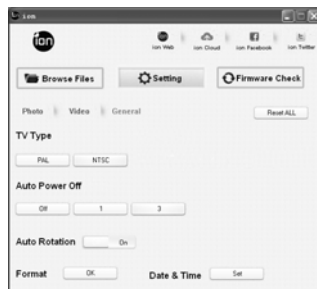 ion
ion
ion Web ion Cloud ion Facebook ion Twitter
Browse Files Setting Firmware Check
Photo Video General Reset ALL
TV Type
PAL NTSC
Auto Power Off
Off 1 3
Auto Rotation On
Format OK Date & Time Set